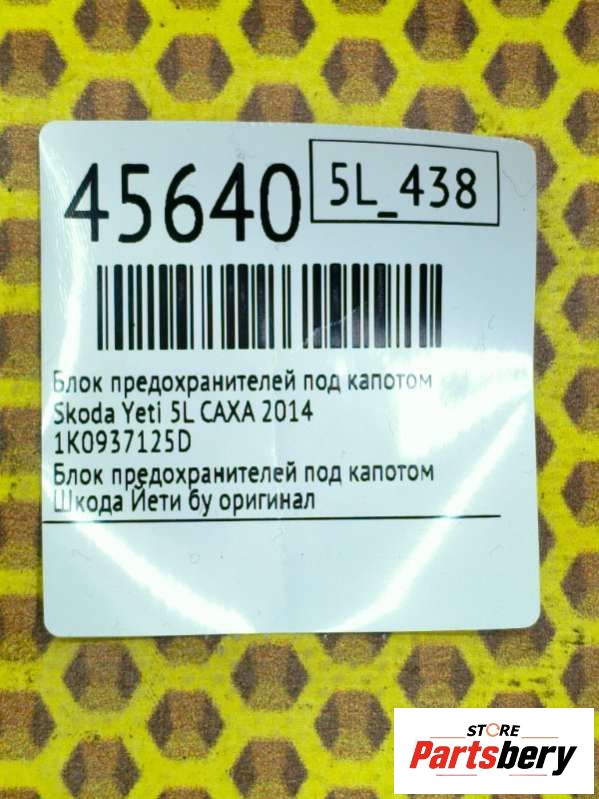 45640
5L_438
Блок предохранителей под капотом
Skoda Yeti 5L CAXA 2014
1K0937125D
Блок предохранителей под капотом
Шкода Йети бу оригинал
STORE
Partsbery